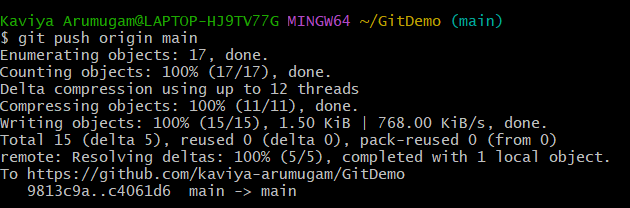 Kaviya Arumugam@LAPTOP-HJ9TV77G MINGW64 ~/GitDemo (main)
$ git push origin main
Enumerating objects: 17, done.
Counting objects: 100% (17/17), done.
Delta compression using up to 12 threads
Compressing objects: 100% (11/11), done.
Writing objects: 100% (15/15), 1.50 KiB | 768.00 KiB/s, done.
Total 15 (delta 5), reused 0 (delta 0), pack-reused 0 (from 0)
remote: Resolving deltas: 100% (5/5), completed with 1 local object.
To https://github.com/kaviya-arumugam/GitDemo
   9813c9a..c4061d6  main -> main